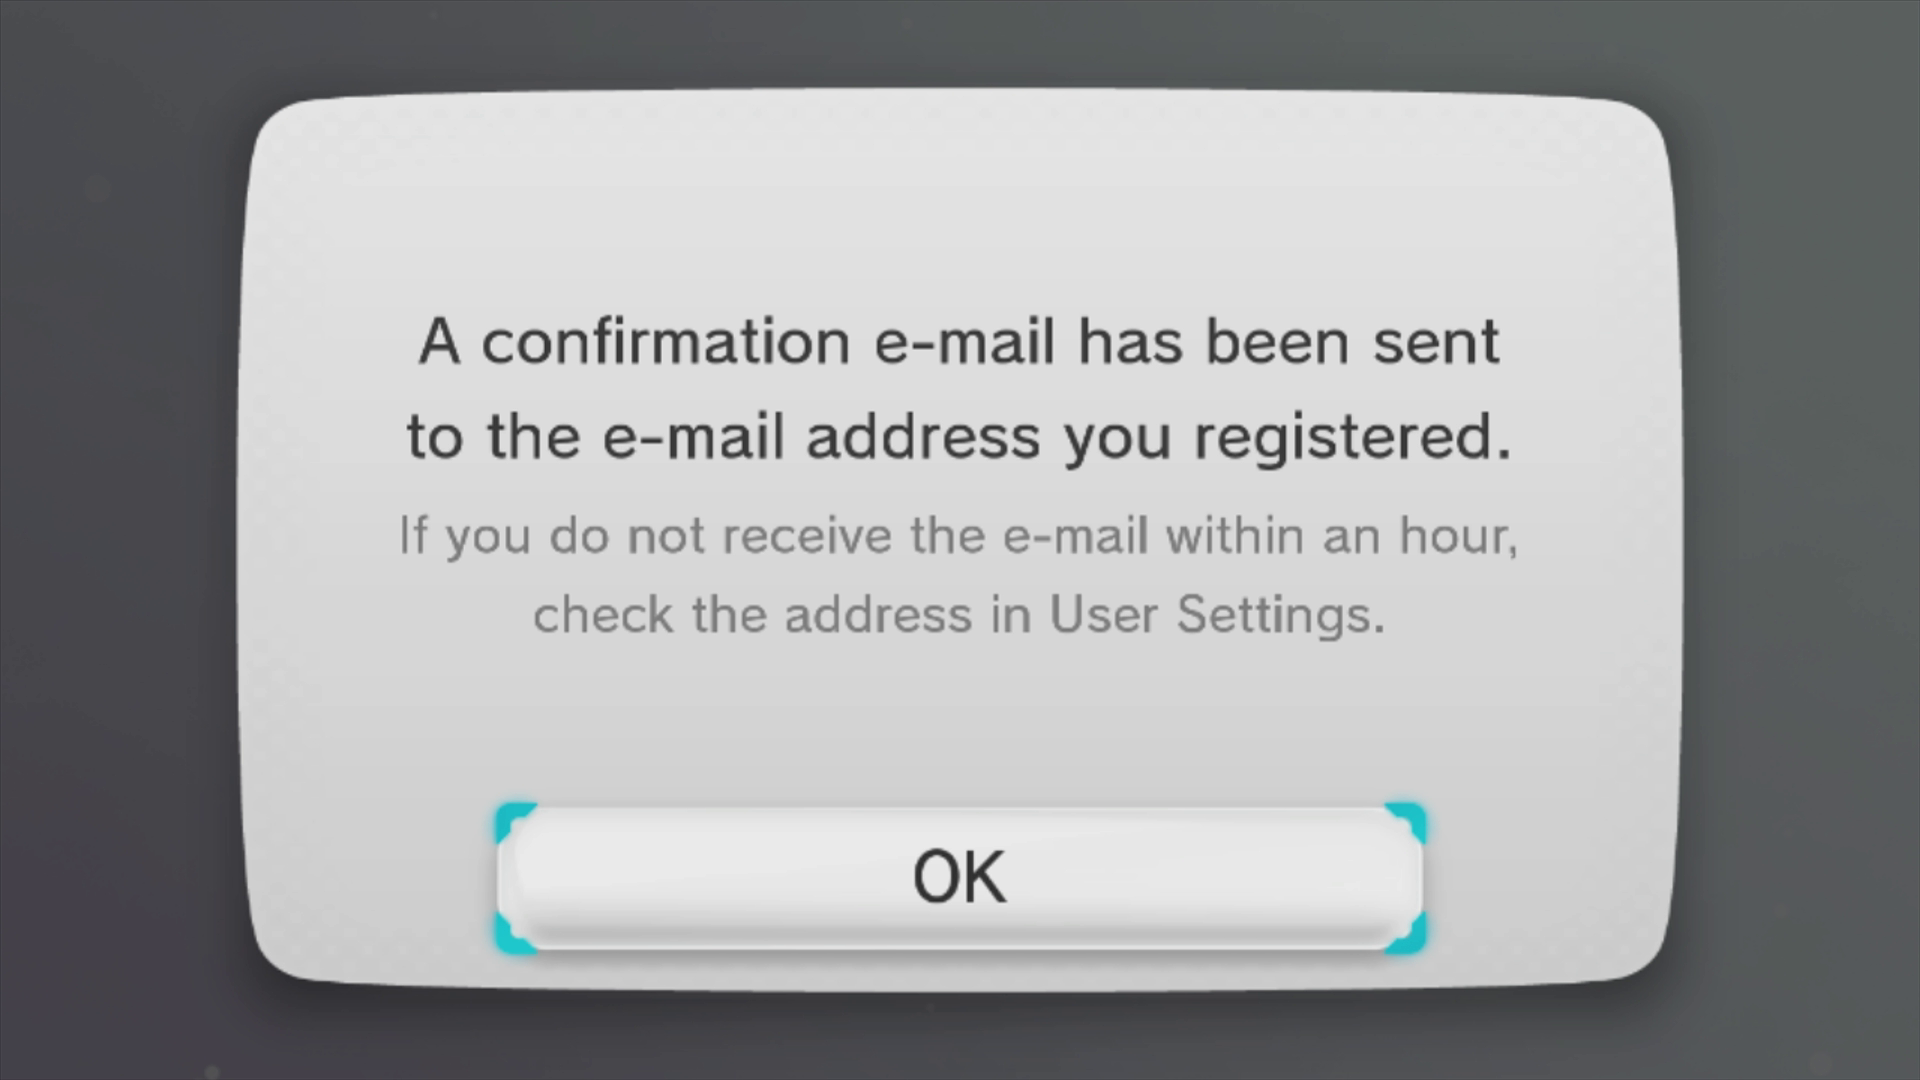 A confirmation e-mail has been sent
to the e-mail address you registered.
If you do not receive the e-mail within an hour,
check the address in User Settings.
OK